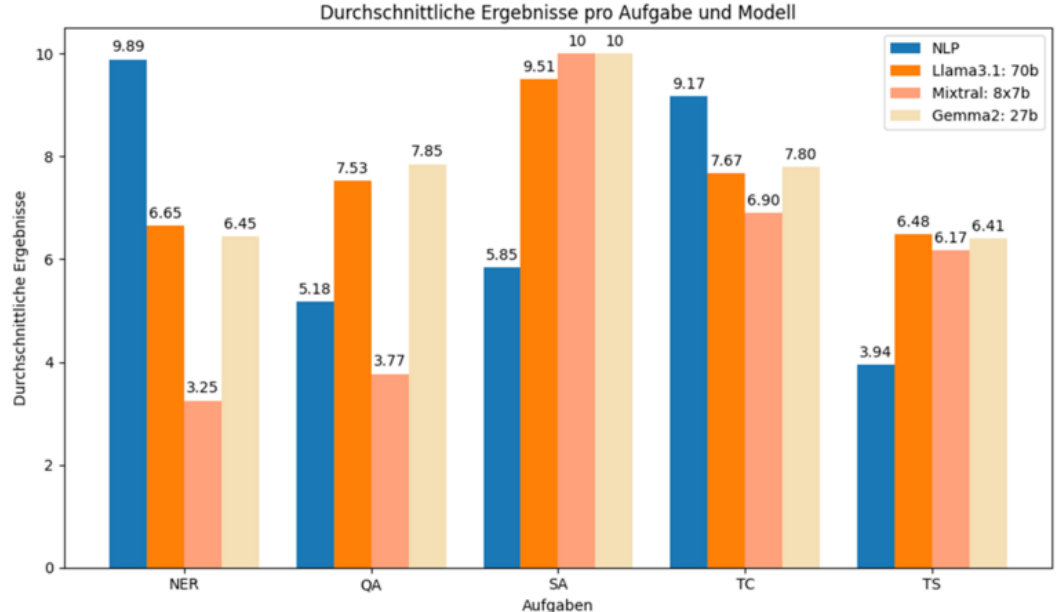 Durchschnittliche Ergebnisse pro Aufgabe und Modell
NLP
Llama3.1: 70b
Mixtral: 8x7b
Gemma2: 27b
Durchschnittliche Ergebnisse
10
8
6
4
2
0
9.89
6.65
3.25
6.45
5.18
7.53
3.77
7.85
5.85
9.51
10
10
9.17
7.67
6.90
7.80
3.94
6.48
6.17
6.41
NER
QA
SA
TC
TS
Aufgaben